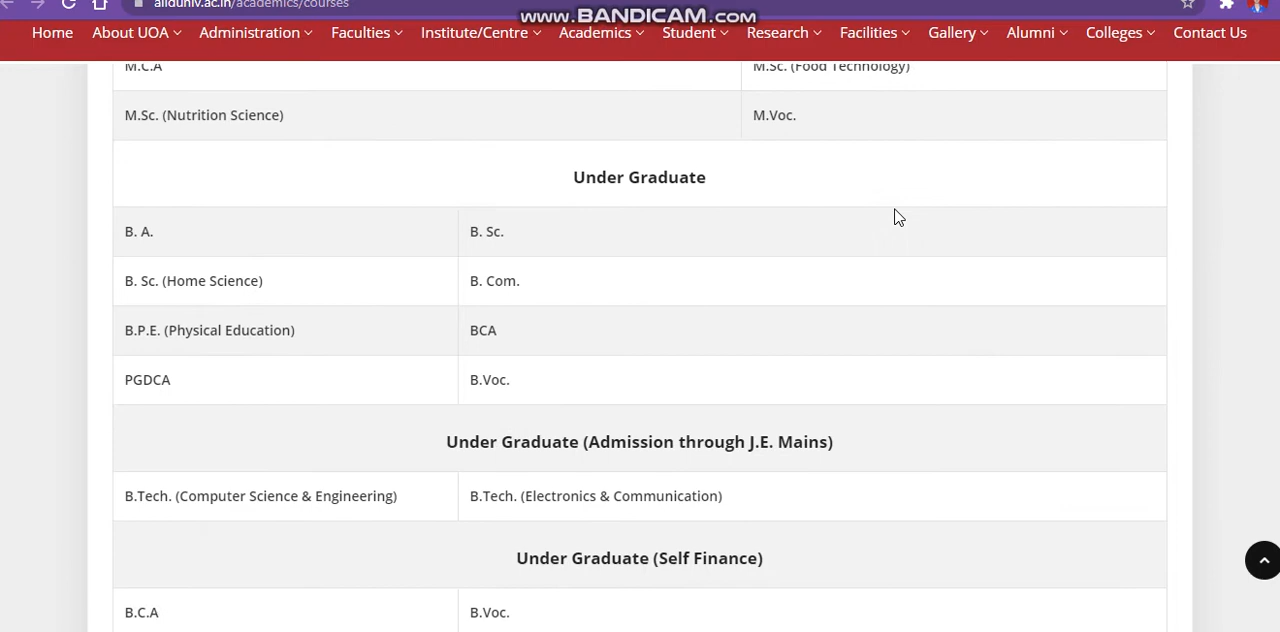 allduniv.ac.in/academics/courses
www.BANDICAM.com
Home About UOA Administration Faculties Institute/Centre Academics Student Research Facilities Gallery Alumni Colleges Contact Us
M.C.A M.Sc. (Food Technology)
M.Sc. (Nutrition Science) M.Voc.
Under Graduate
B. A. B. Sc.
B. Sc. (Home Science) B. Com.
B.P.E. (Physical Education) BCA
PGDCA B.Voc.
Under Graduate (Admission through J.E. Mains)
B.Tech. (Computer Science & Engineering) B.Tech. (Electronics & Communication)
Under Graduate (Self Finance)
B.C.A B.Voc.